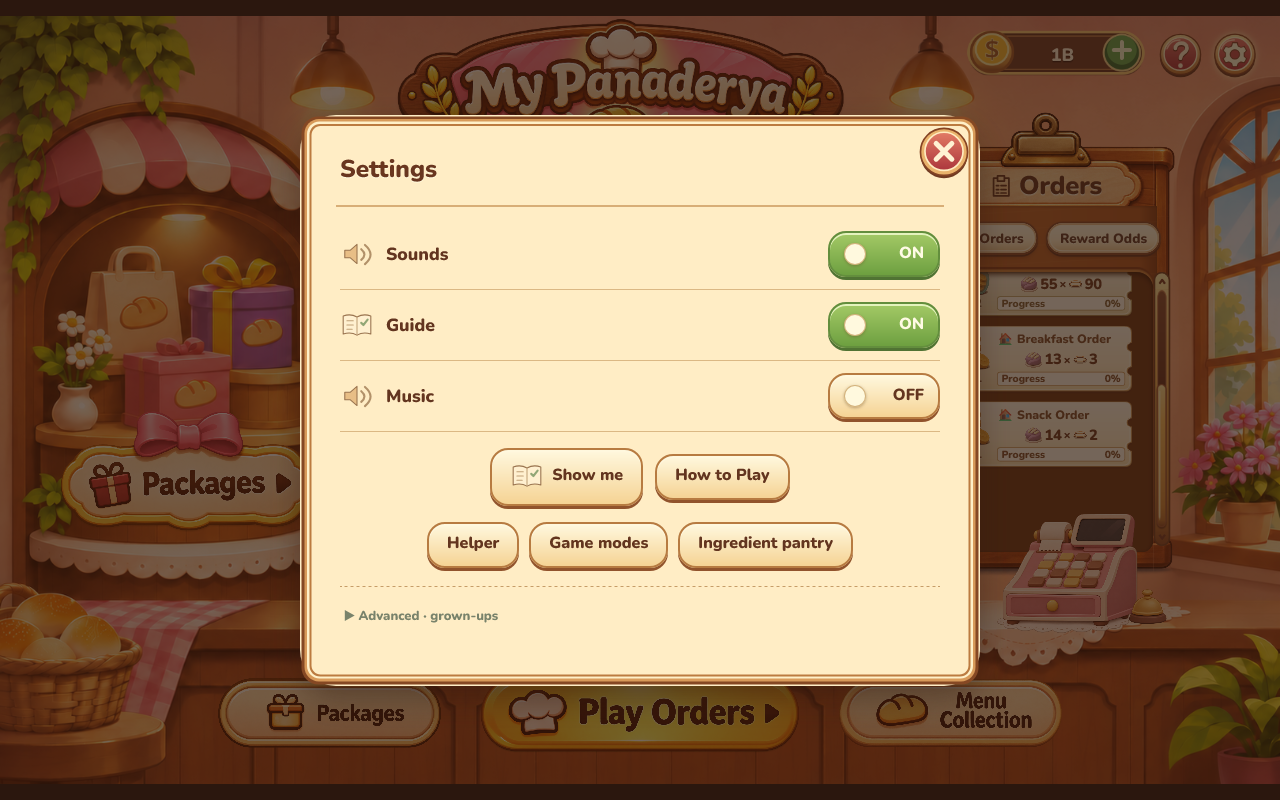 My Panaderya
$
1B
+
?
Settings
Sounds
ON
Guide
ON
Music
OFF
Show me
How to Play
Helper
Game modes
Ingredient pantry
▶ Advanced · grown-ups
Orders
Orders
Reward Odds
55 × 90
Progress 0%
Breakfast Order
13 × 3
Progress 0%
Snack Order
14 × 2
Progress 0%
Packages
Packages
Play Orders
Menu
Collection